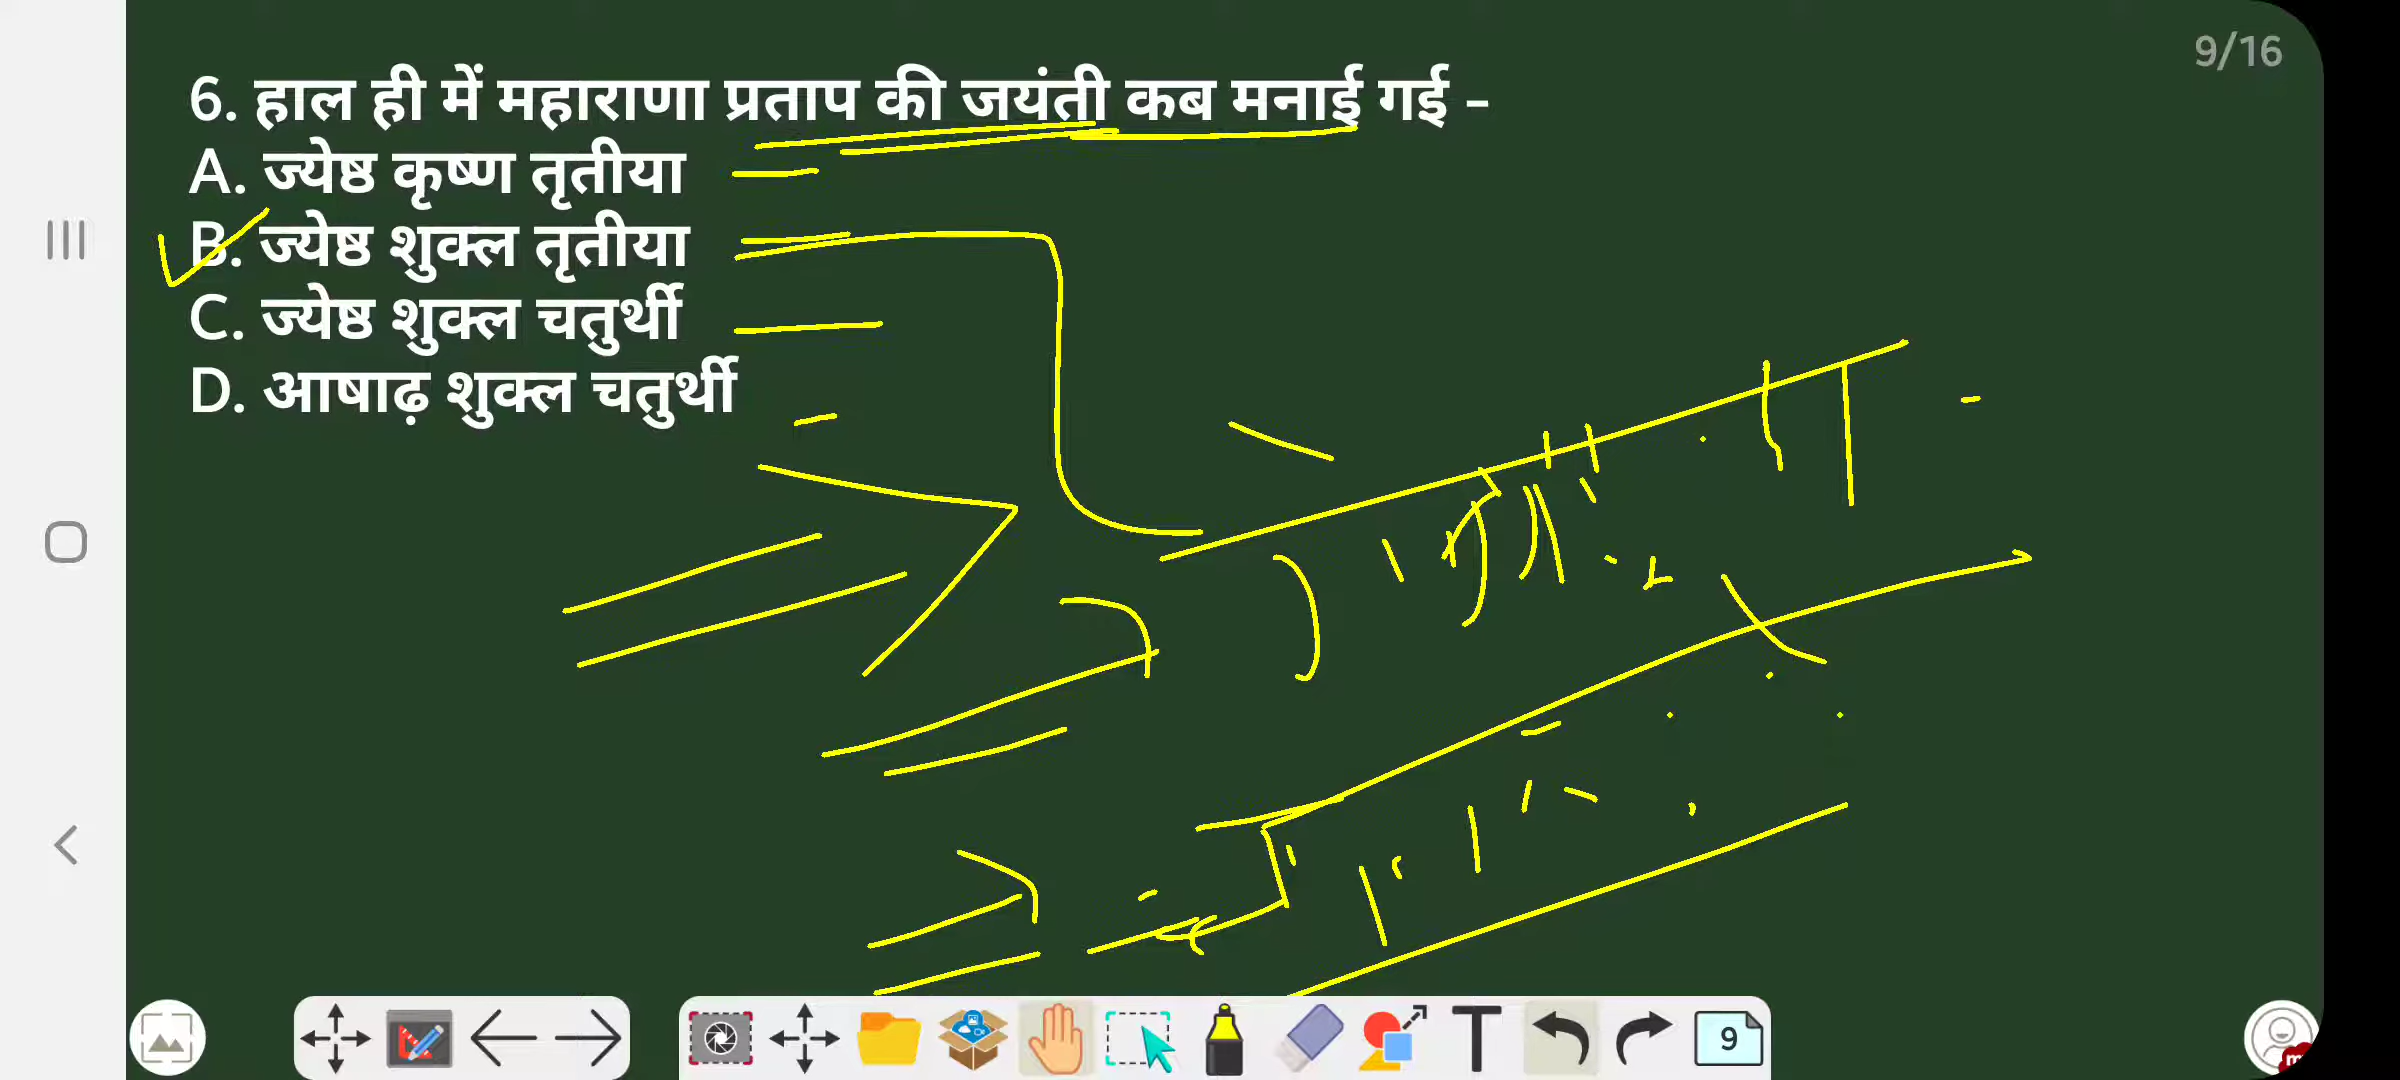 9/16
6. हाल ही में महाराणा प्रताप की जयंती कब मनाई गई –
A. ज्येष्ठ कृष्ण तृतीया
B. ज्येष्ठ शुक्ल तृतीया
C. ज्येष्ठ शुक्ल चतुर्थी
D. आषाढ़ शुक्ल चतुर्थी
T 9